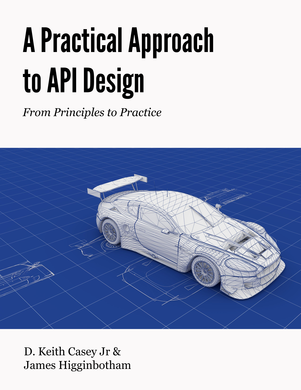 A Practical Approach
to API Design
From Principles to Practice
D. Keith Casey Jr &
James Higginbotham